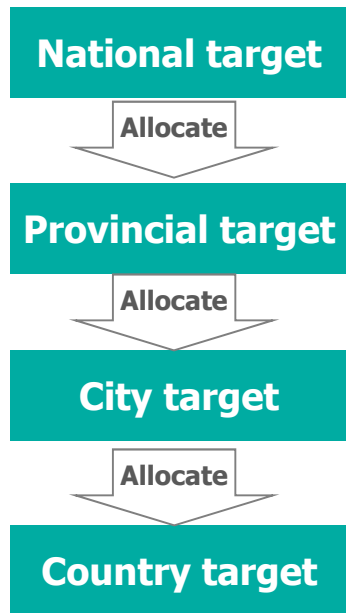 National target
Allocate
Provincial target
Allocate
City target
Allocate
Country target